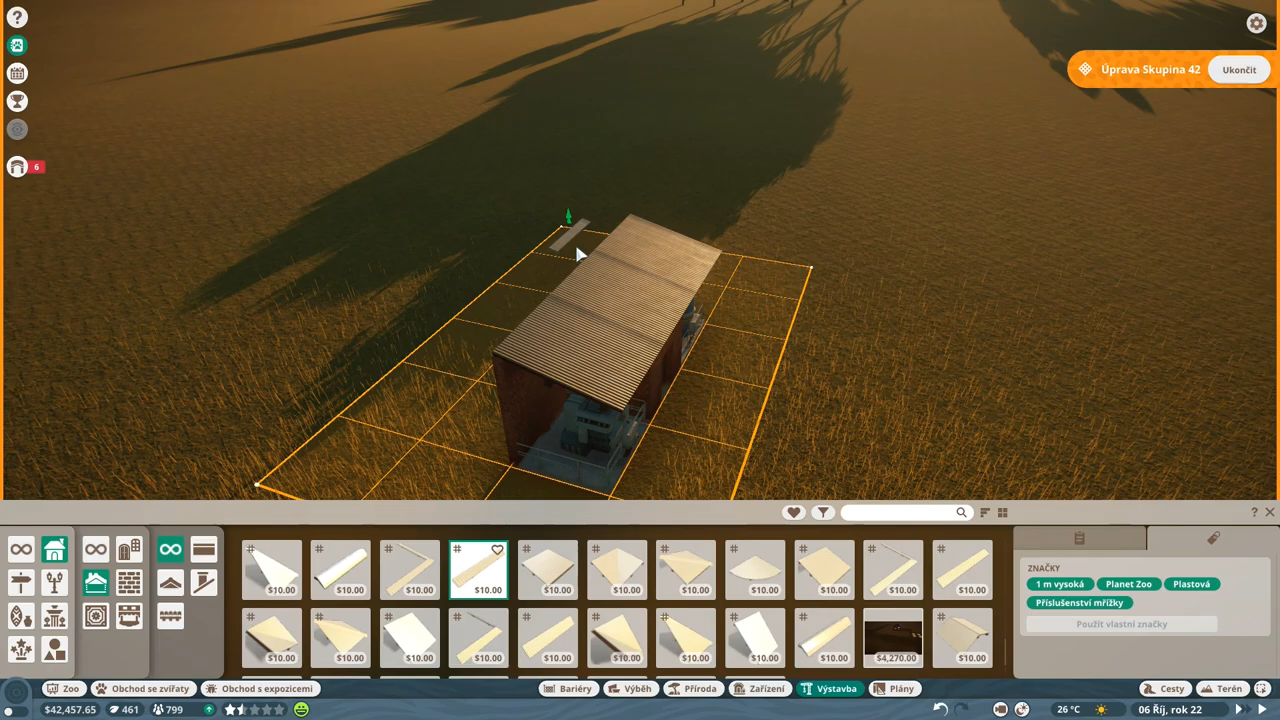 ?
Úprava Skupina 42
Ukončit
6
? ×
$10.00 $10.00 $10.00 $10.00 $10.00 $10.00 $10.00 $10.00 $10.00 $10.00 $10.00
$10.00 $10.00 $10.00 $10.00 $10.00 $10.00 $10.00 $10.00 $10.00 $4,270.00 $10.00
ZNAČKY
1 m vysoká Planet Zoo Plastová
Příslušenství mřížky
Použít vlastní značky
Zoo Obchod se zvířaty Obchod s expozicemi Bariéry Výběh Příroda Zařízení Výstavba Plány Cesty Terén
$42,457.65 461 799 26 °C 06 Říj, rok 22